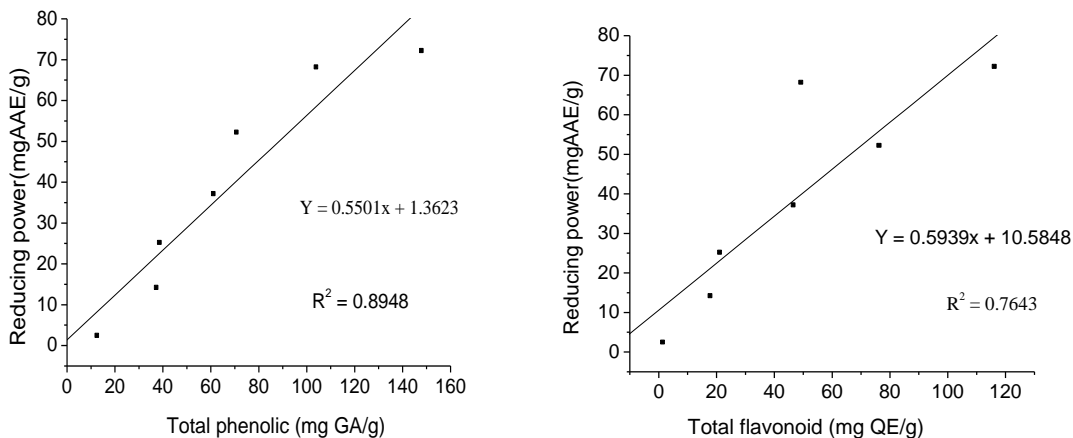 80
70
60
50
40
30
20
10
0
Reducing power(mgAAE/g)
Y = 0.5501x + 1.3623
R² = 0.8948
0 20 40 60 80 100 120 140 160
Total phenolic (mg GA/g)
80
70
60
50
40
30
20
10
0
Reducing power(mgAAE/g)
Y = 0.5939x + 10.5848
R² = 0.7643
0 20 40 60 80 100 120
Total flavonoid (mg QE/g)